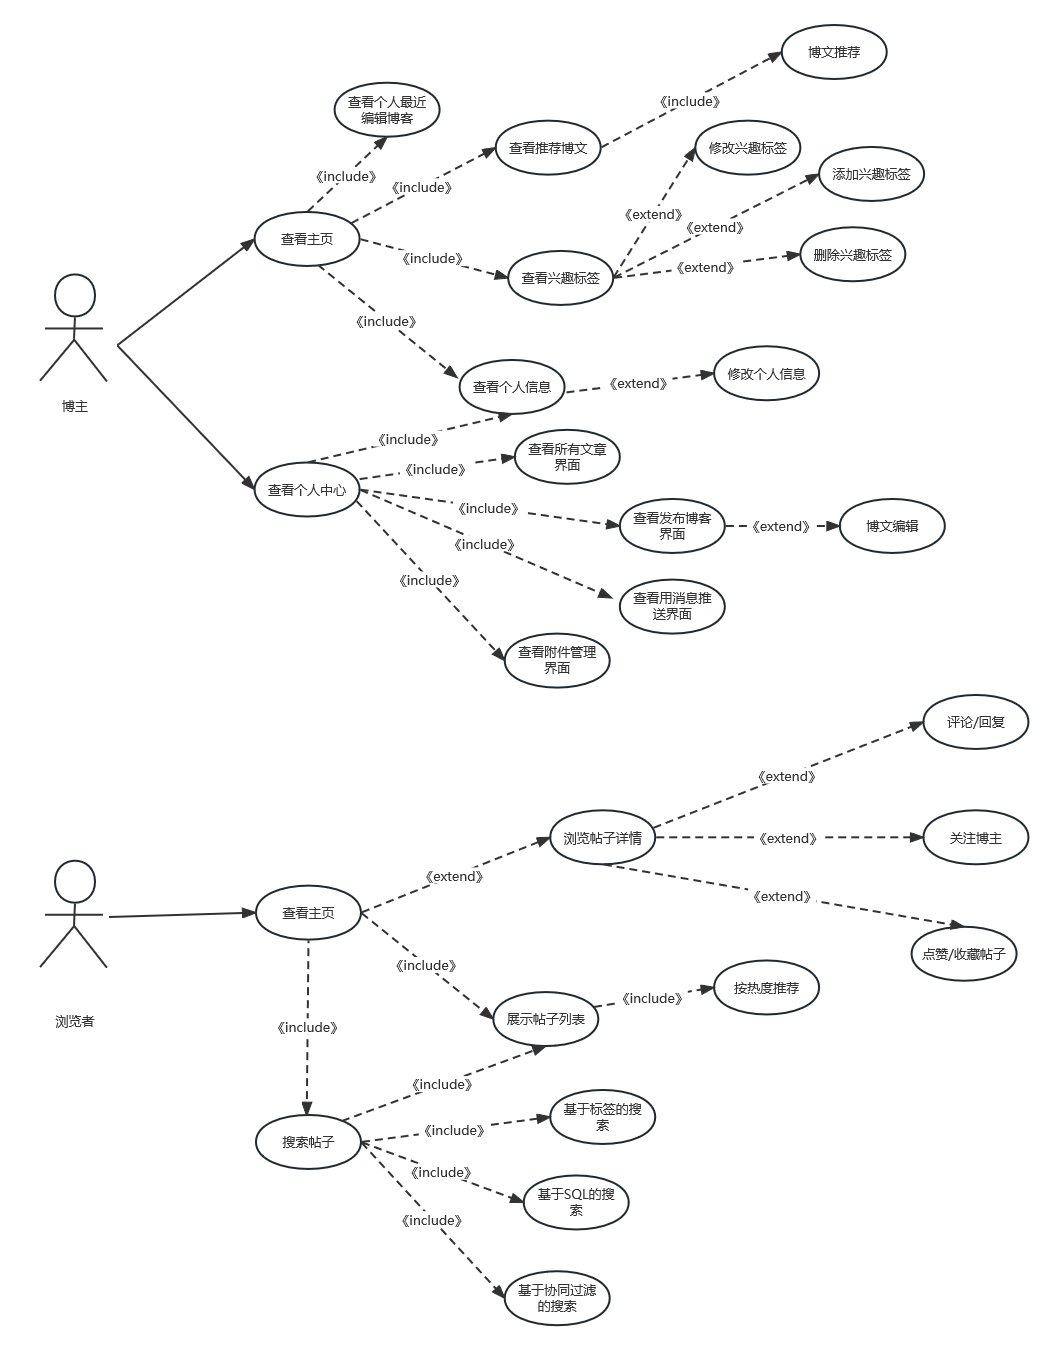 博文推荐
查看个人最近
编辑博客
《include》
查看推荐博文
修改兴趣标签
《include》
《include》
添加兴趣标签
《extend》
《extend》
查看主页
《include》
删除兴趣标签
《extend》
查看兴趣标签
《include》
查看个人信息
《extend》
修改个人信息
博主
《include》
查看所有文章
界面
《include》
查看个人中心
《include》
查看发布博客
界面
《extend》
博文编辑
《include》
《include》
查看用消息推
送界面
查看附件管理
界面
评论/回复
《extend》
浏览帖子详情
《extend》
关注博主
《extend》
《extend》
查看主页
点赞/收藏帖子
《include》
按热度推荐
《include》
展示帖子列表
浏览者
《include》
《include》
基于标签的搜
索
《include》
搜索帖子
《include》
基于SQL的搜
索
《include》
基于协同过滤
的搜索